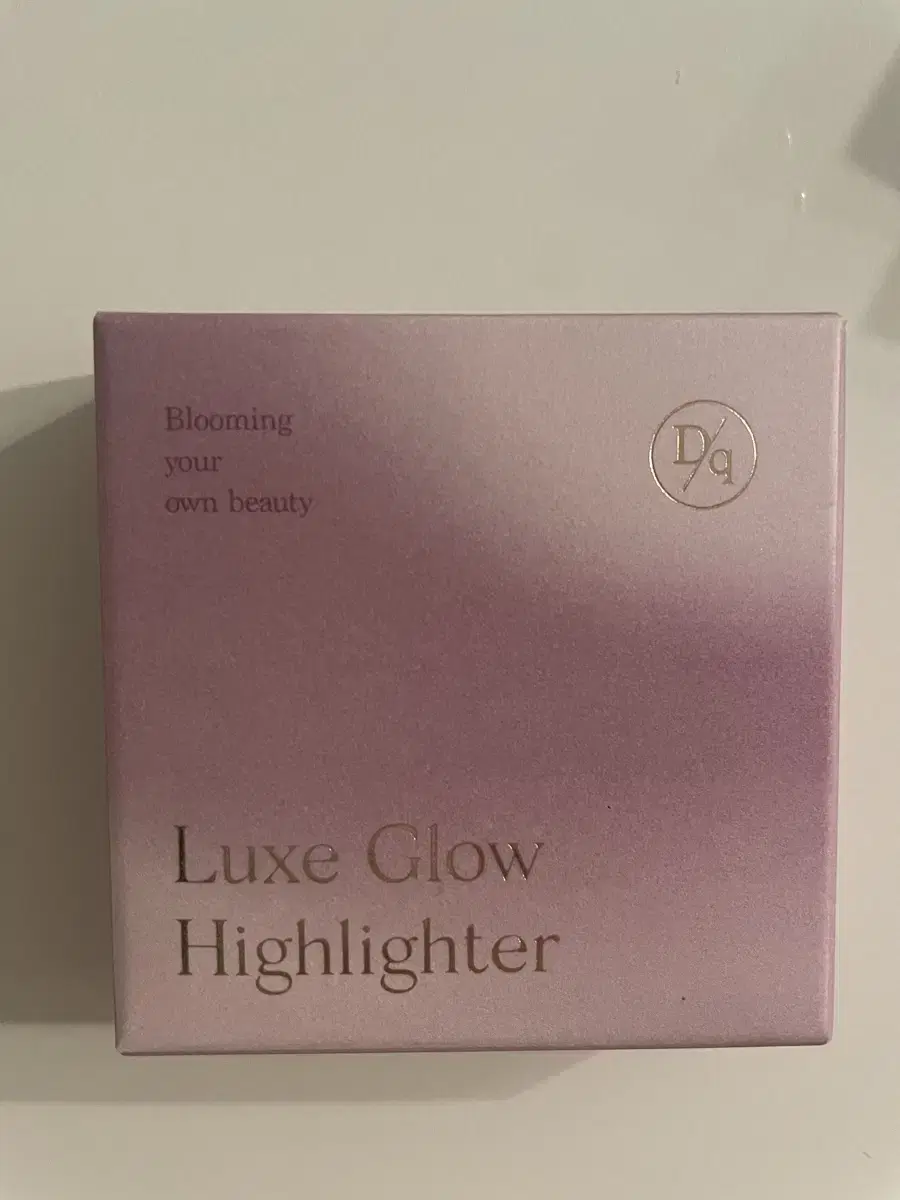 Blooming
your
own beauty
D/q
Luxe Glow
Highlighter